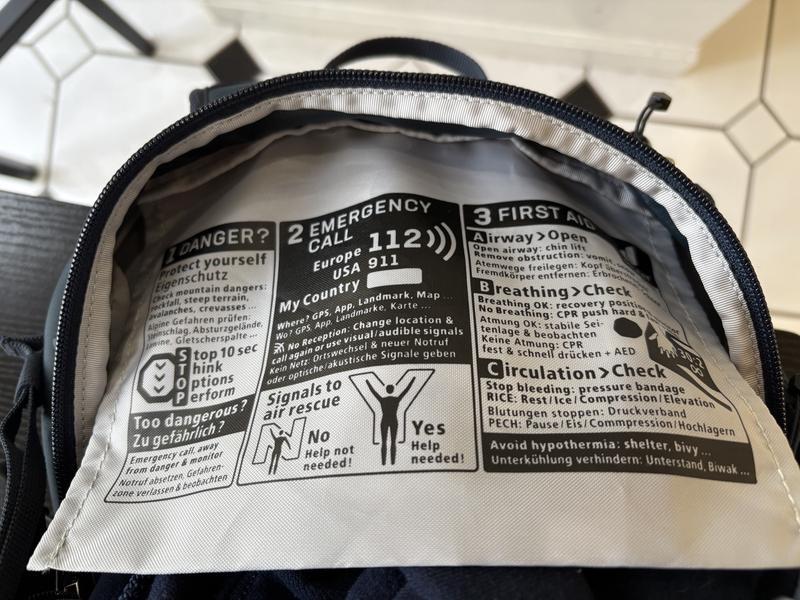 1 DANGER?
Protect yourself
Eigenschutz
Check mountain dangers:
rockfall, steep terrain,
avalanches, crevasses ...
Alpine Gefahren prüfen:
Steinschlag, Absturzgelände,
Lawine, Gletscherspalte ...
STOP
Stop 10 sec
Think
Options
Perform
Too dangerous?
Zu gefährlich?
Emergency call, away
from danger & monitor
Notruf absetzen, Gefahren-
zone verlassen & beobachten
2 EMERGENCY
CALL
Europe 112
USA 911
My Country
Where? GPS, App, Landmark, Map ...
Wo? GPS, App, Landmarke, Karte ...
No Reception: Change location &
call again or use visual/audible signals
Kein Netz: Ortswechsel & neuer Notruf
oder optische/akustische Signale geben
Signals to
air rescue
N
No
Help not
needed!
Y
Yes
Help
needed!
3 FIRST AID
Airway > Open
Open airway: chin lift
Remove obstruction: vomit,
Atemwege freilegen: Kopf
Fremdkörper entfernen:
Breathing > Check
Breathing OK: recovery position
No Breathing: CPR push hard &
Atmung OK: stabile Sei-
tenlage & beobachten
Keine Atmung: CPR
fest & schnell drücken + AED
30:2
Circulation > Check
Stop bleeding: pressure bandage
RICE: Rest/Ice/Compression/Elevation
Blutungen stoppen: Druckverband
PECH: Pause/Eis/Compression/Hochlagern
Avoid hypothermia: shelter, bivy ...
Unterkühlung verhindern: Unterstand, Biwak ...